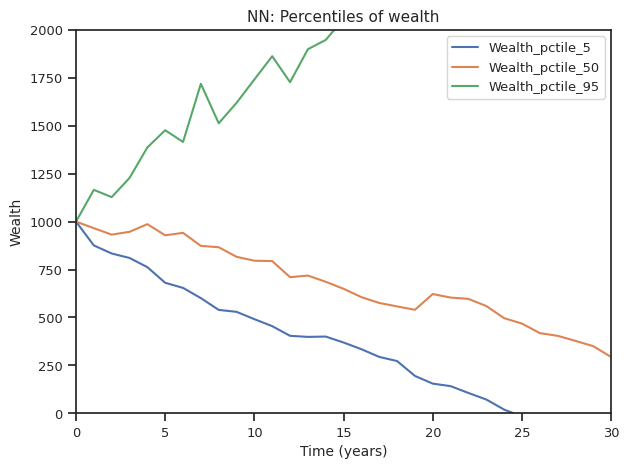 NN: Percentiles of wealth
2000
1750
1500
1250
1000
750
500
250
0
Wealth
Wealth_pctile_5
Wealth_pctile_50
Wealth_pctile_95
0 5 10 15 20 25 30
Time (years)